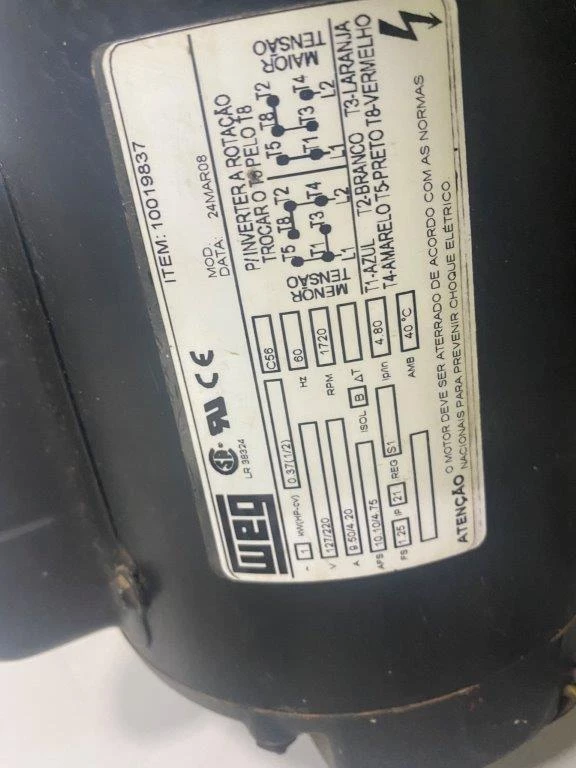 WEG
LR 38324
ITEM: 10019837
MOD.
DATA: 24MAR08
~ 1 KW(HP-cv) 0.37(1/2) C56
V 127/220 HZ 60
A 9.50/4.20 RPM 1720
AFS 10.10/4.75 ISOL B ΔT
FS 1.25 IP 21 REG S1 Ip/In 4.80
AMB 40°C
P/INVERTER A ROTAÇÃO
TROCAR O PELO T8
MENOR TENSÃO
T5 T8 T2
T1 T3 T4
L1 L2
MAIOR TENSÃO
T5 T8 T2
T1 T3 T4
L1 L2
T1-AZUL T2-BRANCO T3-LARANJA
T4-AMARELO T5-PRETO T8-VERMELHO
ATENÇÃO O MOTOR DEVE SER ATERRADO DE ACORDO COM AS NORMAS
NACIONAIS PARA PREVENIR CHOQUE ELÉTRICO.